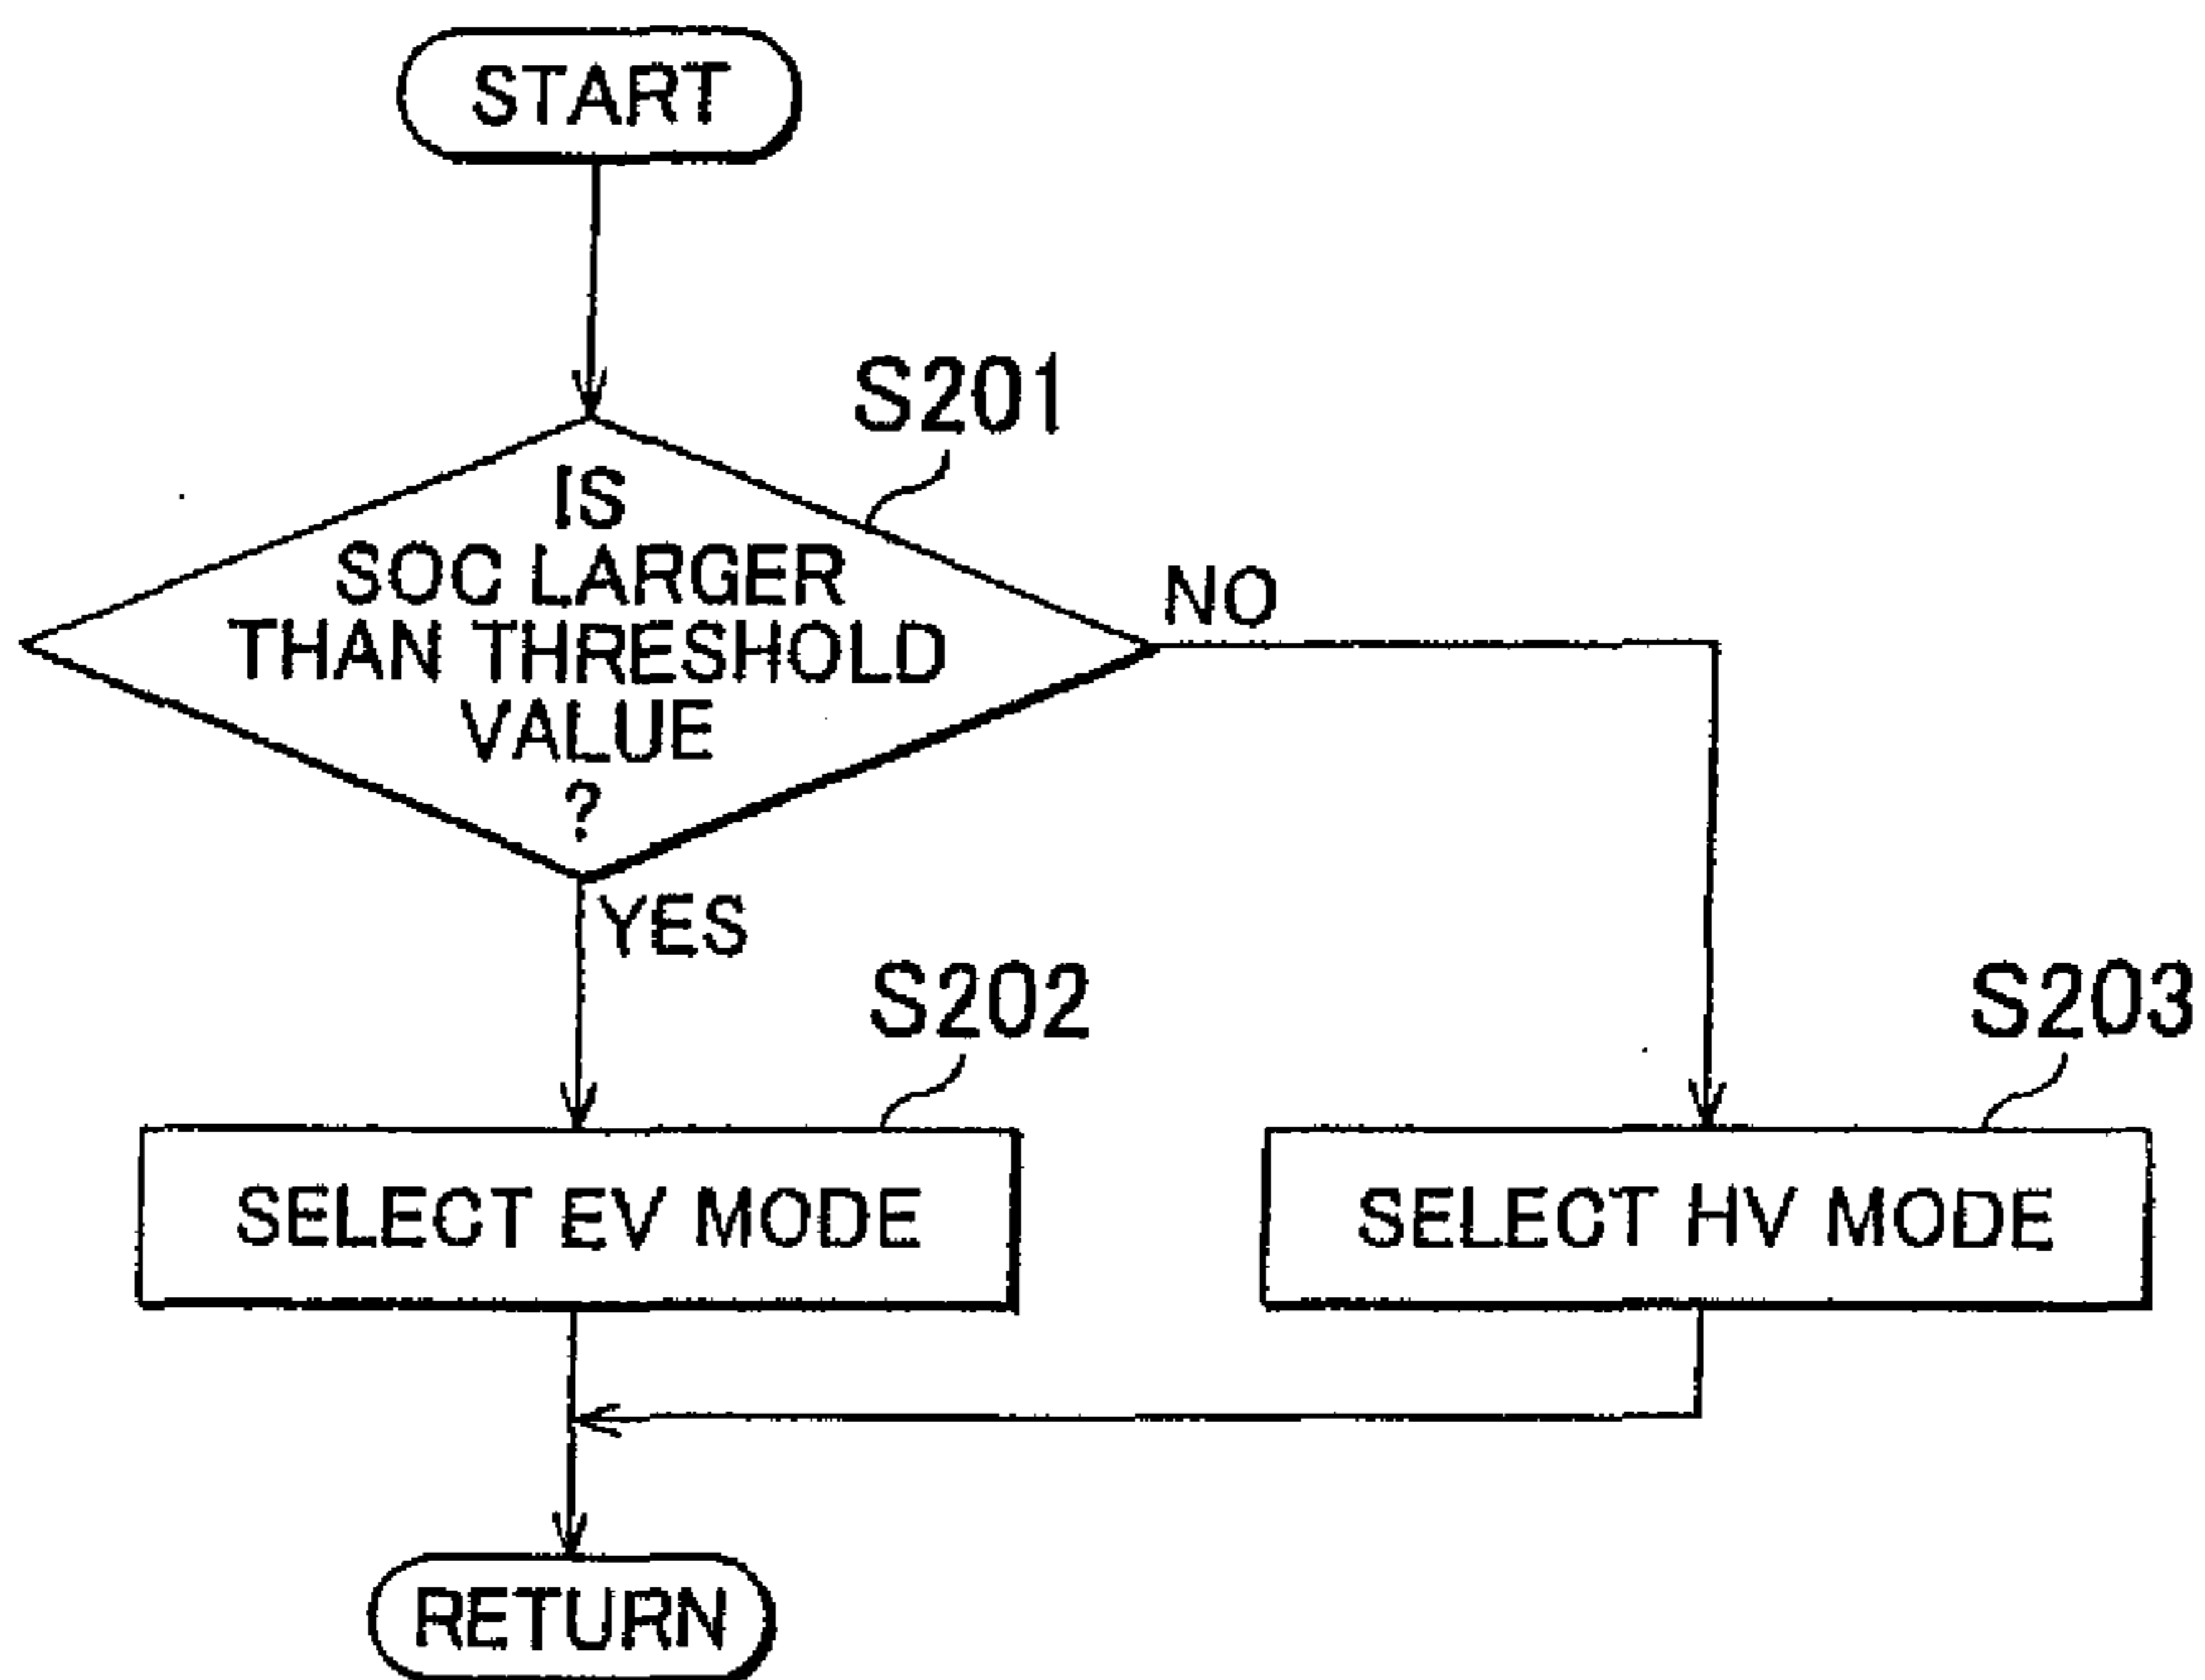 START
S201
IS
SOC LARGER
THAN THRESHOLD
VALUE
?
NO
YES
S202
S203
SELECT EV MODE
SELECT HV MODE
RETURN